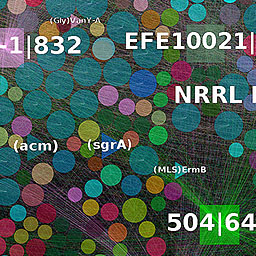 (Gly)VanY-A
-1|832
EFE10021|
NRRL
(acm)
(sgrA)
(MLS)ErmB
504|64